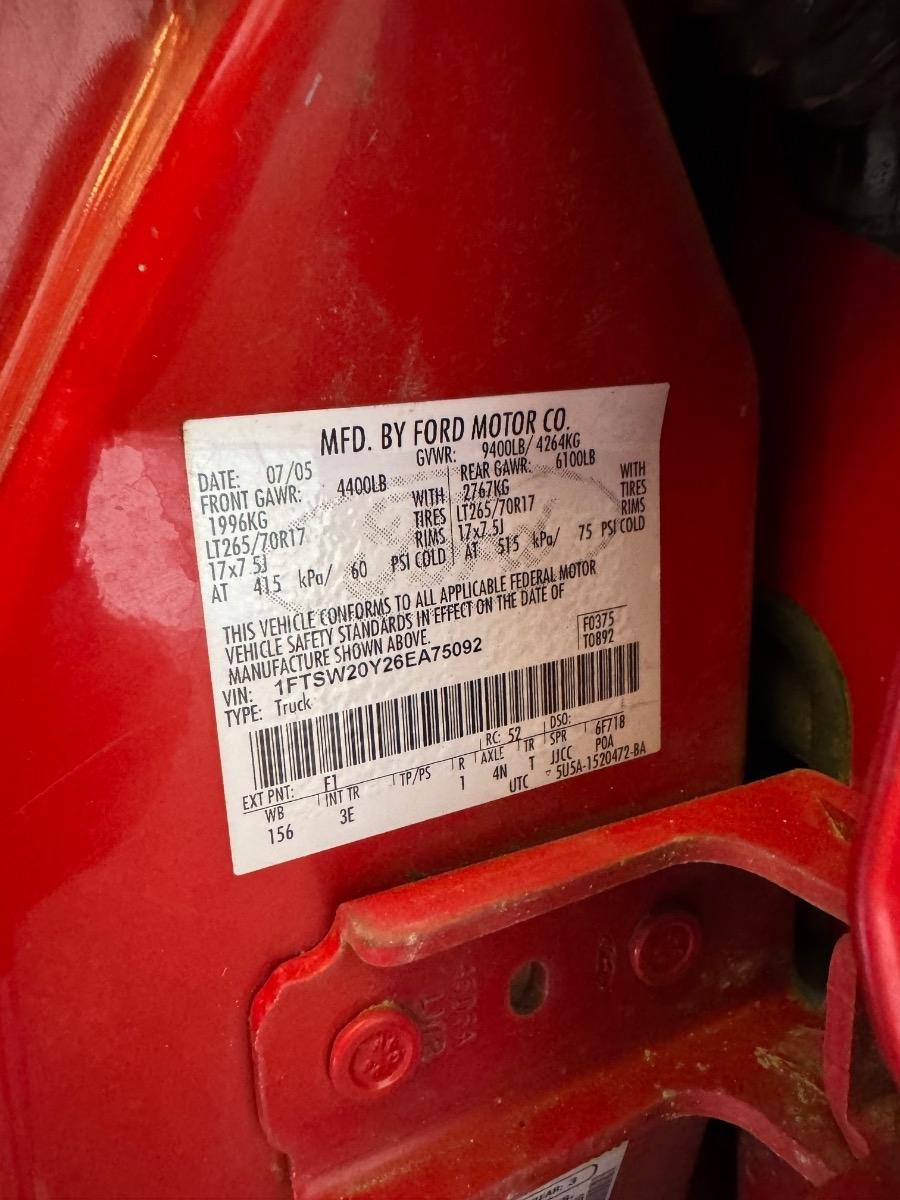 MFD. BY FORD MOTOR CO.
DATE: 07/05 GVWR: 9400LB/ 4264KG
FRONT GAWR: 4400LB REAR GAWR: 6100LB
1996KG WITH 2767KG WITH
LT265/70R17 TIRES LT265/70R17 TIRES
17x7.5J RIMS 17x7.5J RIMS
AT 415 kPa/ 60 PSI COLD AT 515 kPa/ 75 PSI COLD
THIS VEHICLE CONFORMS TO ALL APPLICABLE FEDERAL MOTOR
VEHICLE SAFETY STANDARDS IN EFFECT ON THE DATE OF
MANUFACTURE SHOWN ABOVE.
F0375
VIN: 1FTSW20Y26EA75092 T0892
TYPE: Truck
EXT PNT: F1 RC: 52 DSO:
WB INT TR TP/PS R AXLE TR SPR 6F718
156 3E 1 4N T JJCC POA
UTC ▽ 5U5A-1520472-BA